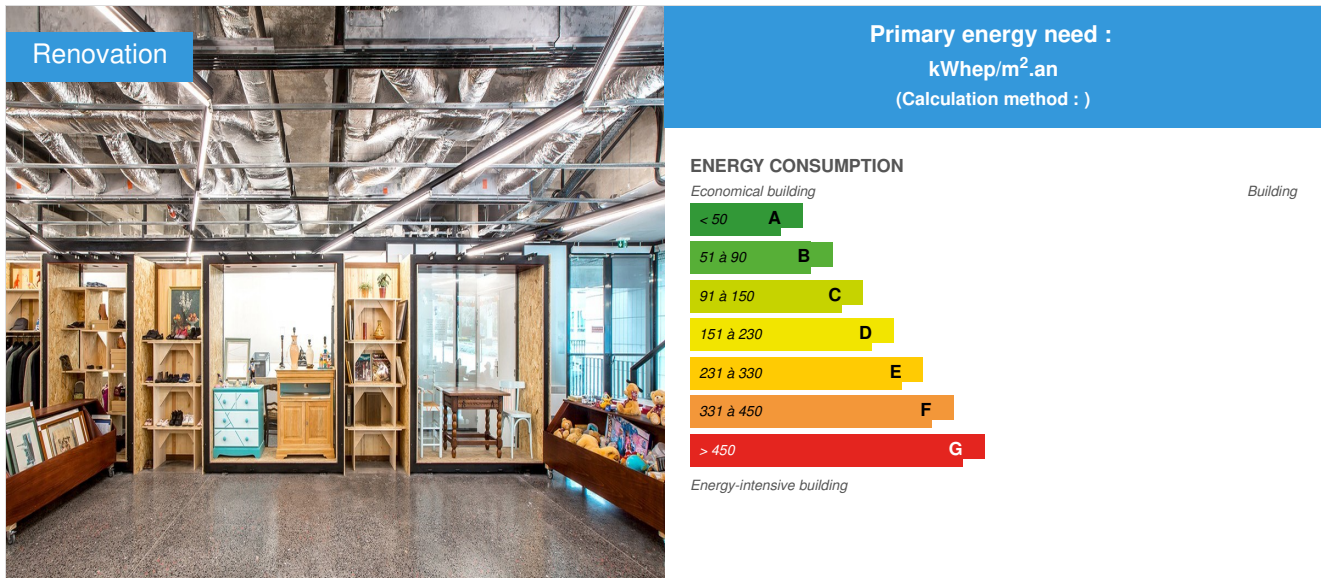 Renovation
Primary energy need :
kWhep/m².an
(Calculation method : )
ENERGY CONSUMPTION
Economical building
Building
< 50 A
51 à 90 B
91 à 150 C
151 à 230 D
231 à 330 E
331 à 450 F
> 450 G
Energy-intensive building